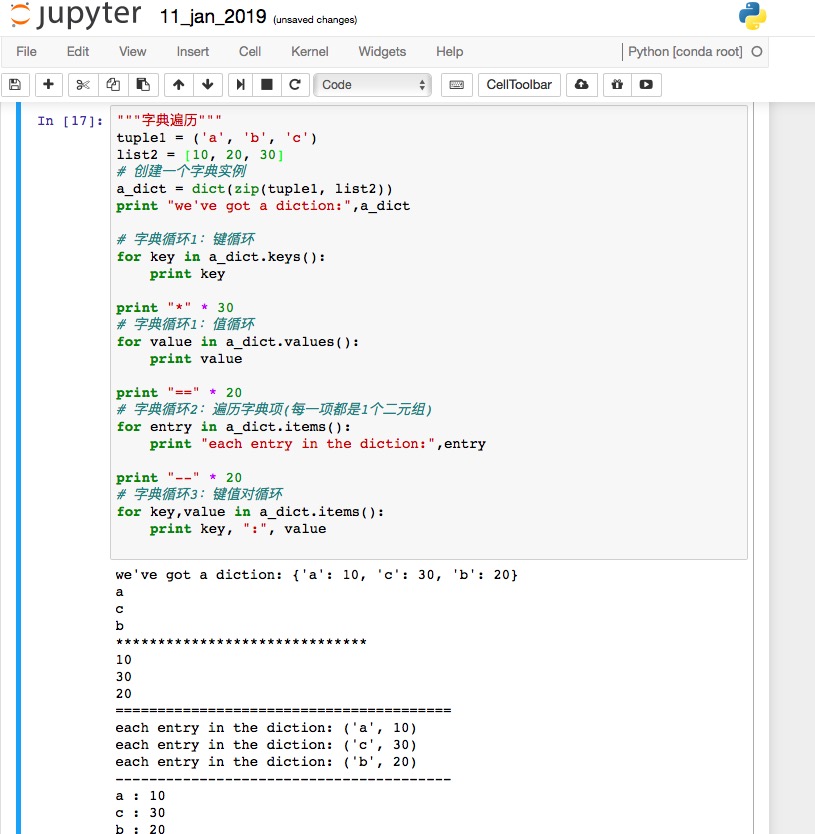 jupyter 11_jan_2019 (unsaved changes)
File Edit View Insert Cell Kernel Widgets Help Python [conda root]
Code CellToolbar
In [17]: """字典遍历"""
tuple1 = ('a', 'b', 'c')
list2 = [10, 20, 30]
# 创建一个字典实例
a_dict = dict(zip(tuple1, list2))
print "we've got a diction:",a_dict
# 字典循环1: 键循环
for key in a_dict.keys():
    print key
print "*" * 30
# 字典循环1: 值循环
for value in a_dict.values():
    print value
print "==" * 20
# 字典循环2: 遍历字典项(每一项都是1个二元组)
for entry in a_dict.items():
    print "each entry in the diction:",entry
print "--" * 20
# 字典循环3: 键值对循环
for key,value in a_dict.items():
    print key, ":", value
we've got a diction: {'a': 10, 'c': 30, 'b': 20}
a
c
b
******************************
10
30
20
========================================
each entry in the diction: ('a', 10)
each entry in the diction: ('c', 30)
each entry in the diction: ('b', 20)
----------------------------------------
a : 10
c : 30
b : 20